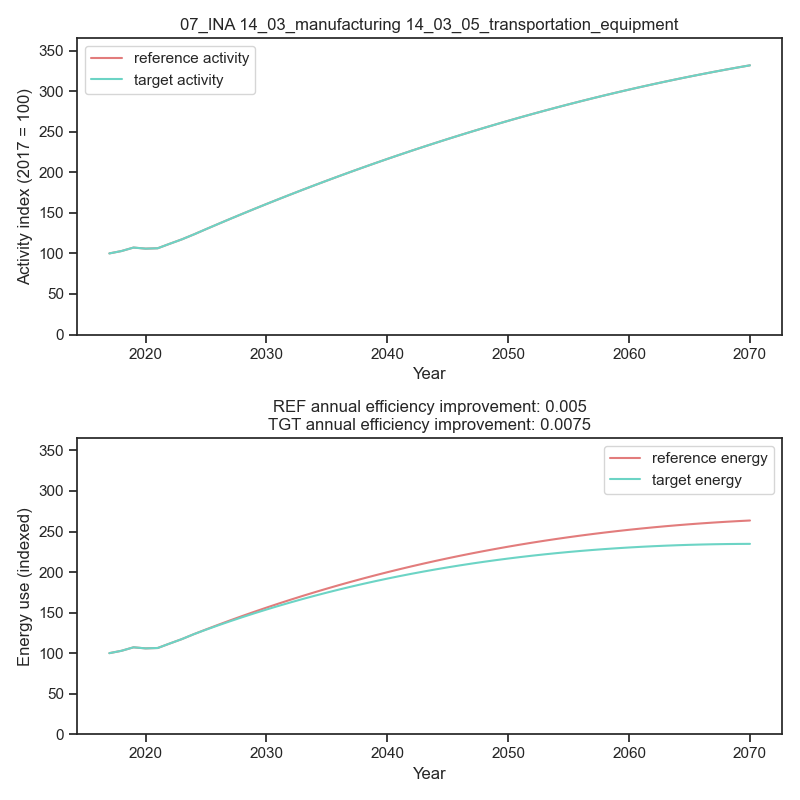 07_INA 14_03_manufacturing 14_03_05_transportation_equipment
reference activity
target activity
Activity index (2017 = 100)
350
300
250
200
150
100
50
0
2020 2030 2040 2050 2060 2070
Year
REF annual efficiency improvement: 0.005
TGT annual efficiency improvement: 0.0075
reference energy
target energy
Energy use (indexed)
350
300
250
200
150
100
50
0
2020 2030 2040 2050 2060 2070
Year